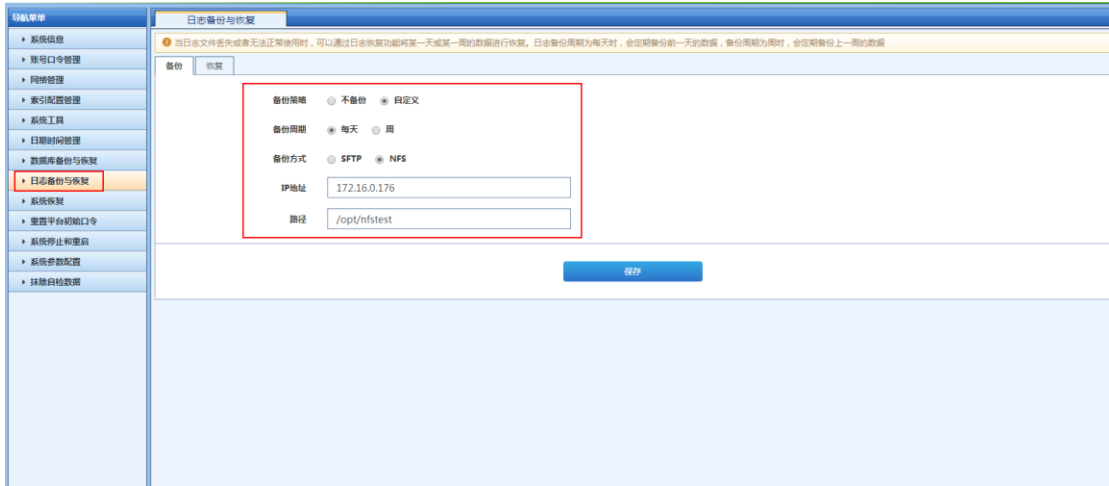 导航菜单
系统信息
账号口令管理
网络管理
索引配置管理
系统工具
日期时间管理
数据库备份与恢复
日志备份与恢复
系统恢复
重置平台初始口令
系统停止和重启
系统参数配置
抹除自检数据
日志备份与恢复
当日志文件丢失或者无法正常使用时，可以通过日志恢复功能将某一天或某一周的数据进行恢复。日志备份周期为每天时，会定期备份前一天的数据，备份周期为周时，会定期备份上一周的数据
备份 恢复
备份策略 不备份 自定义
备份周期 每天 周
备份方式 SFTP NFS
IP地址 172.16.0.176
路径 /opt/nfstest
保存